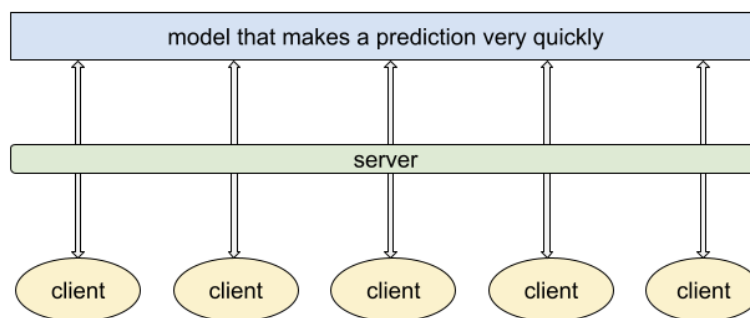 model that makes a prediction very quickly
server
client client client client client